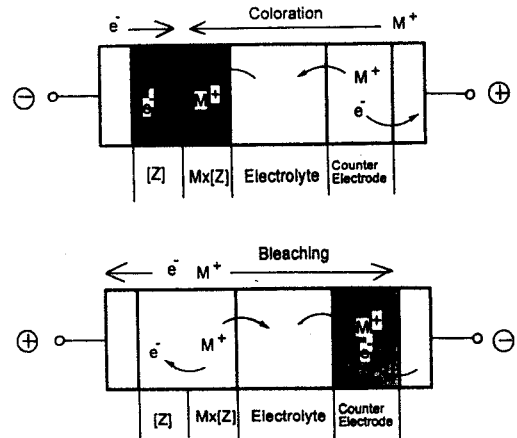 e⁻ Coloration M⁺
M⁺
e⁻ M⁺ e⁻
⊖ ⊕
[Z] Mx[Z] Electrolyte Counter Electrode
Bleaching
e⁻ M⁺
M⁺
e⁻ M⁺ e⁻
⊕ ⊖
[Z] Mx[Z] Electrolyte Counter Electrode